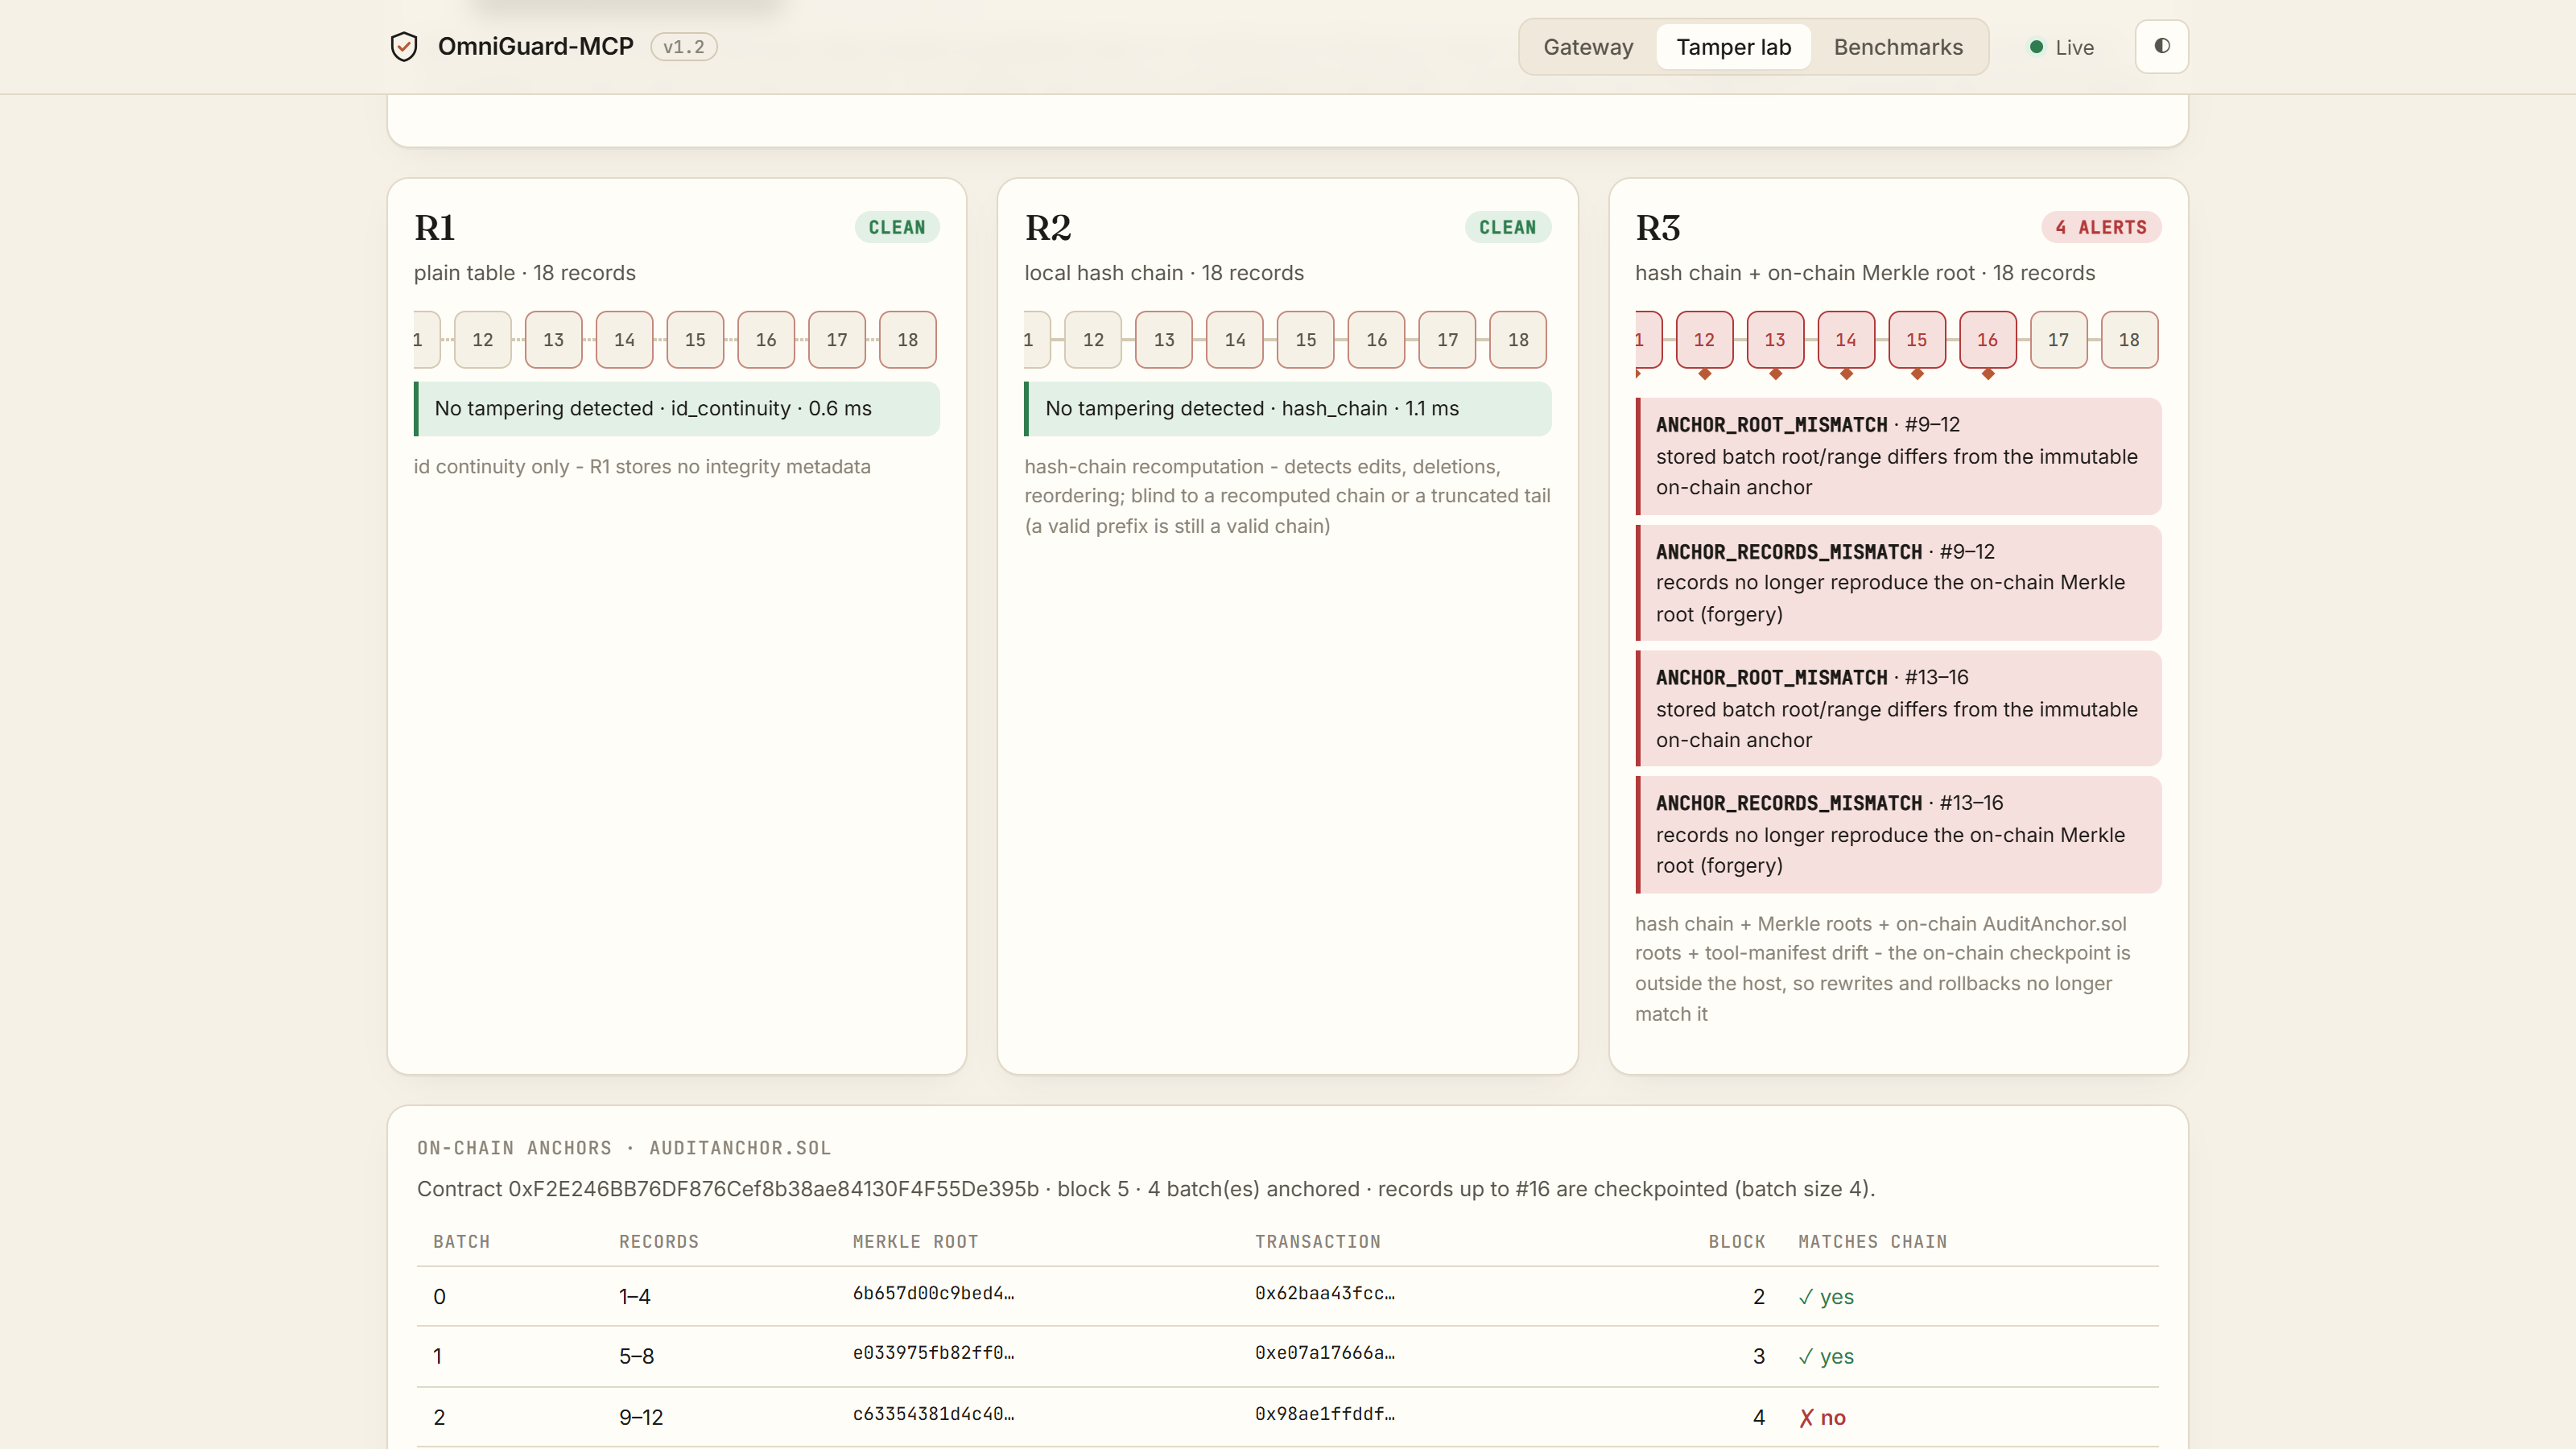 OmniGuard-MCP v1.2
Gateway Tamper lab Benchmarks Live
R1 CLEAN
plain table · 18 records
1 12 13 14 15 16 17 18
No tampering detected · id_continuity · 0.6 ms
id continuity only - R1 stores no integrity metadata
R2 CLEAN
local hash chain · 18 records
1 12 13 14 15 16 17 18
No tampering detected · hash_chain · 1.1 ms
hash-chain recomputation - detects edits, deletions,
reordering; blind to a recomputed chain or a truncated tail
(a valid prefix is still a valid chain)
R3 4 ALERTS
hash chain + on-chain Merkle root · 18 records
1 12 13 14 15 16 17 18
ANCHOR_ROOT_MISMATCH · #9–12
stored batch root/range differs from the immutable
on-chain anchor
ANCHOR_RECORDS_MISMATCH · #9–12
records no longer reproduce the on-chain Merkle
root (forgery)
ANCHOR_ROOT_MISMATCH · #13–16
stored batch root/range differs from the immutable
on-chain anchor
ANCHOR_RECORDS_MISMATCH · #13–16
records no longer reproduce the on-chain Merkle
root (forgery)
hash chain + Merkle roots + on-chain AuditAnchor.sol
roots + tool-manifest drift - the on-chain checkpoint is
outside the host, so rewrites and rollbacks no longer
match it
ON-CHAIN ANCHORS · AUDITANCHOR.SOL
Contract 0xF2E246BB76DF876Cef8b38ae84130F4F55De395b · block 5 · 4 batch(es) anchored · records up to #16 are checkpointed (batch size 4).
BATCH RECORDS MERKLE ROOT TRANSACTION BLOCK MATCHES CHAIN
0 1–4 6b657d00c9bed4… 0x62baa43fcc… 2 ✓ yes
1 5–8 e033975fb82ff0… 0xe07a17666a… 3 ✓ yes
2 9–12 c63354381d4c40… 0x98ae1ffddf… 4 ✗ no